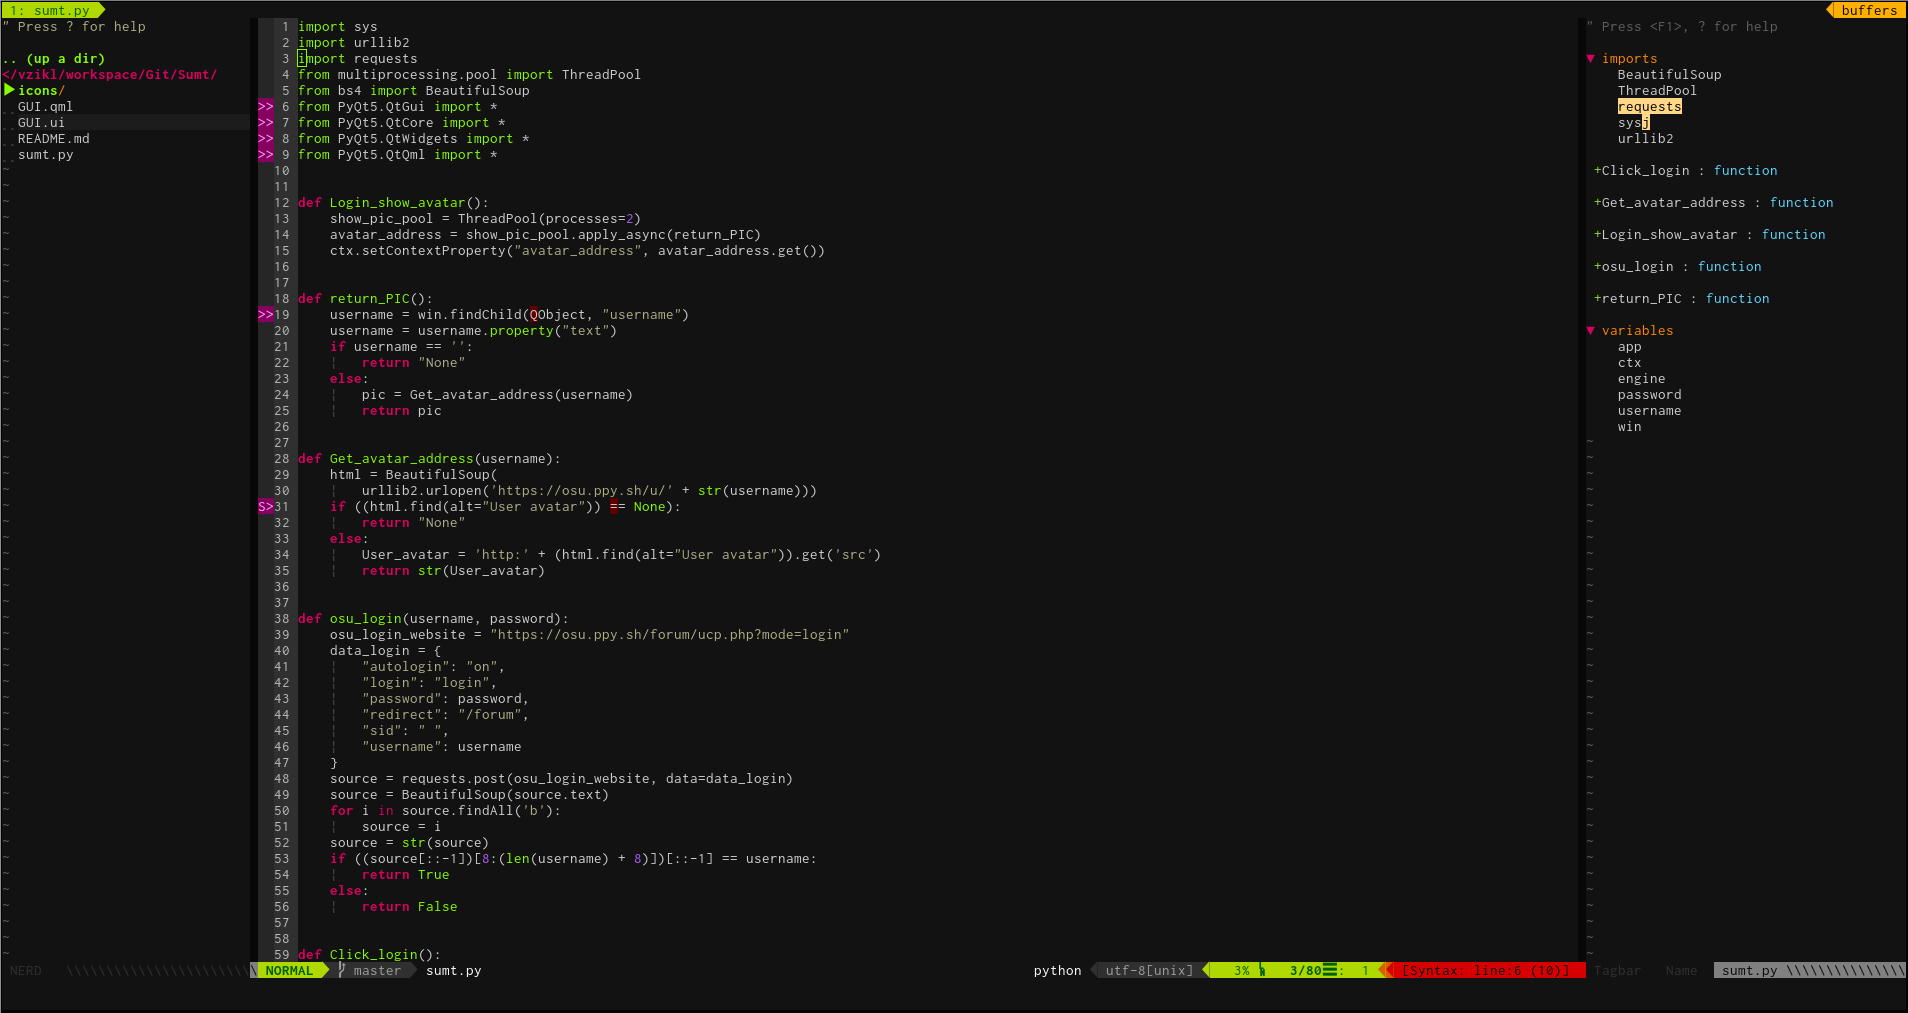 1: sumt.py
buffers
" Press ? for help
.. (up a dir)
</vzikl/workspace/Git/Sumt/
▶icons/
GUI.qml
GUI.ui
README.md
sumt.py
1 import sys
2 import urllib2
3 import requests
4 from multiprocessing.pool import ThreadPool
5 from bs4 import BeautifulSoup
>> 6 from PyQt5.QtGui import *
>> 7 from PyQt5.QtCore import *
>> 8 from PyQt5.QtWidgets import *
>> 9 from PyQt5.QtQml import *
10
11
12 def Login_show_avatar():
13     show_pic_pool = ThreadPool(processes=2)
14     avatar_address = show_pic_pool.apply_async(return_PIC)
15     ctx.setContextProperty("avatar_address", avatar_address.get())
16
17
18 def return_PIC():
>>19     username = win.findChild(QObject, "username")
20     username = username.property("text")
21     if username == '':
22     ¦   return "None"
23     else:
24     ¦   pic = Get_avatar_address(username)
25     ¦   return pic
26
27
28 def Get_avatar_address(username):
29     html = BeautifulSoup(
30     ¦   urllib2.urlopen('https://osu.ppy.sh/u/' + str(username)))
S>31     if ((html.find(alt="User avatar")) == None):
32     ¦   return "None"
33     else:
34     ¦   User_avatar = 'http:' + (html.find(alt="User avatar")).get('src')
35     ¦   return str(User_avatar)
36
37
38 def osu_login(username, password):
39     osu_login_website = "https://osu.ppy.sh/forum/ucp.php?mode=login"
40     data_login = {
41     ¦   "autologin": "on",
42     ¦   "login": "login",
43     ¦   "password": password,
44     ¦   "redirect": "/forum",
45     ¦   "sid": " ",
46     ¦   "username": username
47     }
48     source = requests.post(osu_login_website, data=data_login)
49     source = BeautifulSoup(source.text)
50     for i in source.findAll('b'):
51     ¦   source = i
52     source = str(source)
53     if ((source[::-1])[8:(len(username) + 8)])[::-1] == username:
54     ¦   return True
55     else:
56     ¦   return False
57
58
59 def Click_login():
" Press <F1>, ? for help
▼ imports
BeautifulSoup
ThreadPool
requests
sysj
urllib2
+Click_login : function
+Get_avatar_address : function
+Login_show_avatar : function
+osu_login : function
+return_PIC : function
▼ variables
app
ctx
engine
password
username
win
NERD \\\\\\\\\\\\\\\\\\\\\\\\ NORMAL master sumt.py python utf-8[unix] 3% 3/80 : 1 [Syntax: line:6 (10)] Tagbar Name sumt.py \\\\\\\\\\\\\\\